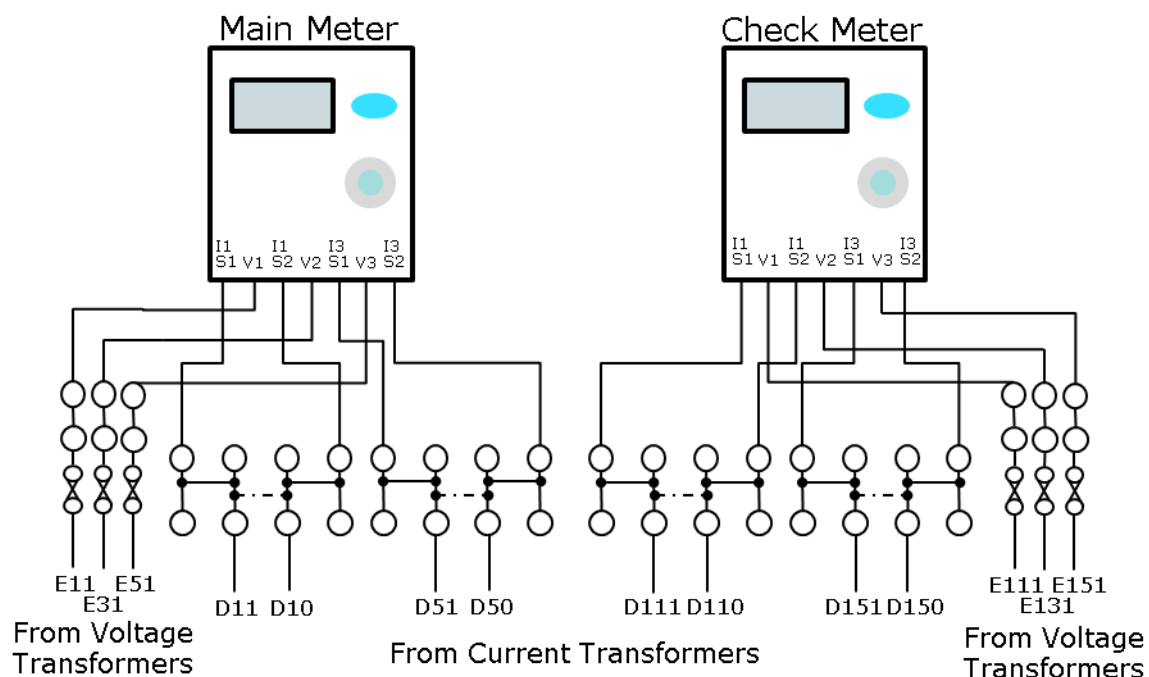 Main Meter
Check Meter
I1 I1 I3 I3
S1 V1 S2 V2 S1 V3 S2
I1 I1 I3 I3
S1 V1 S2 V2 S1 V3 S2
E11 E51
E31
D11 D10
D51 D50
D111 D110
D151 D150
E111 E151
E131
From Voltage
Transformers
From Current Transformers
From Voltage
Transformers